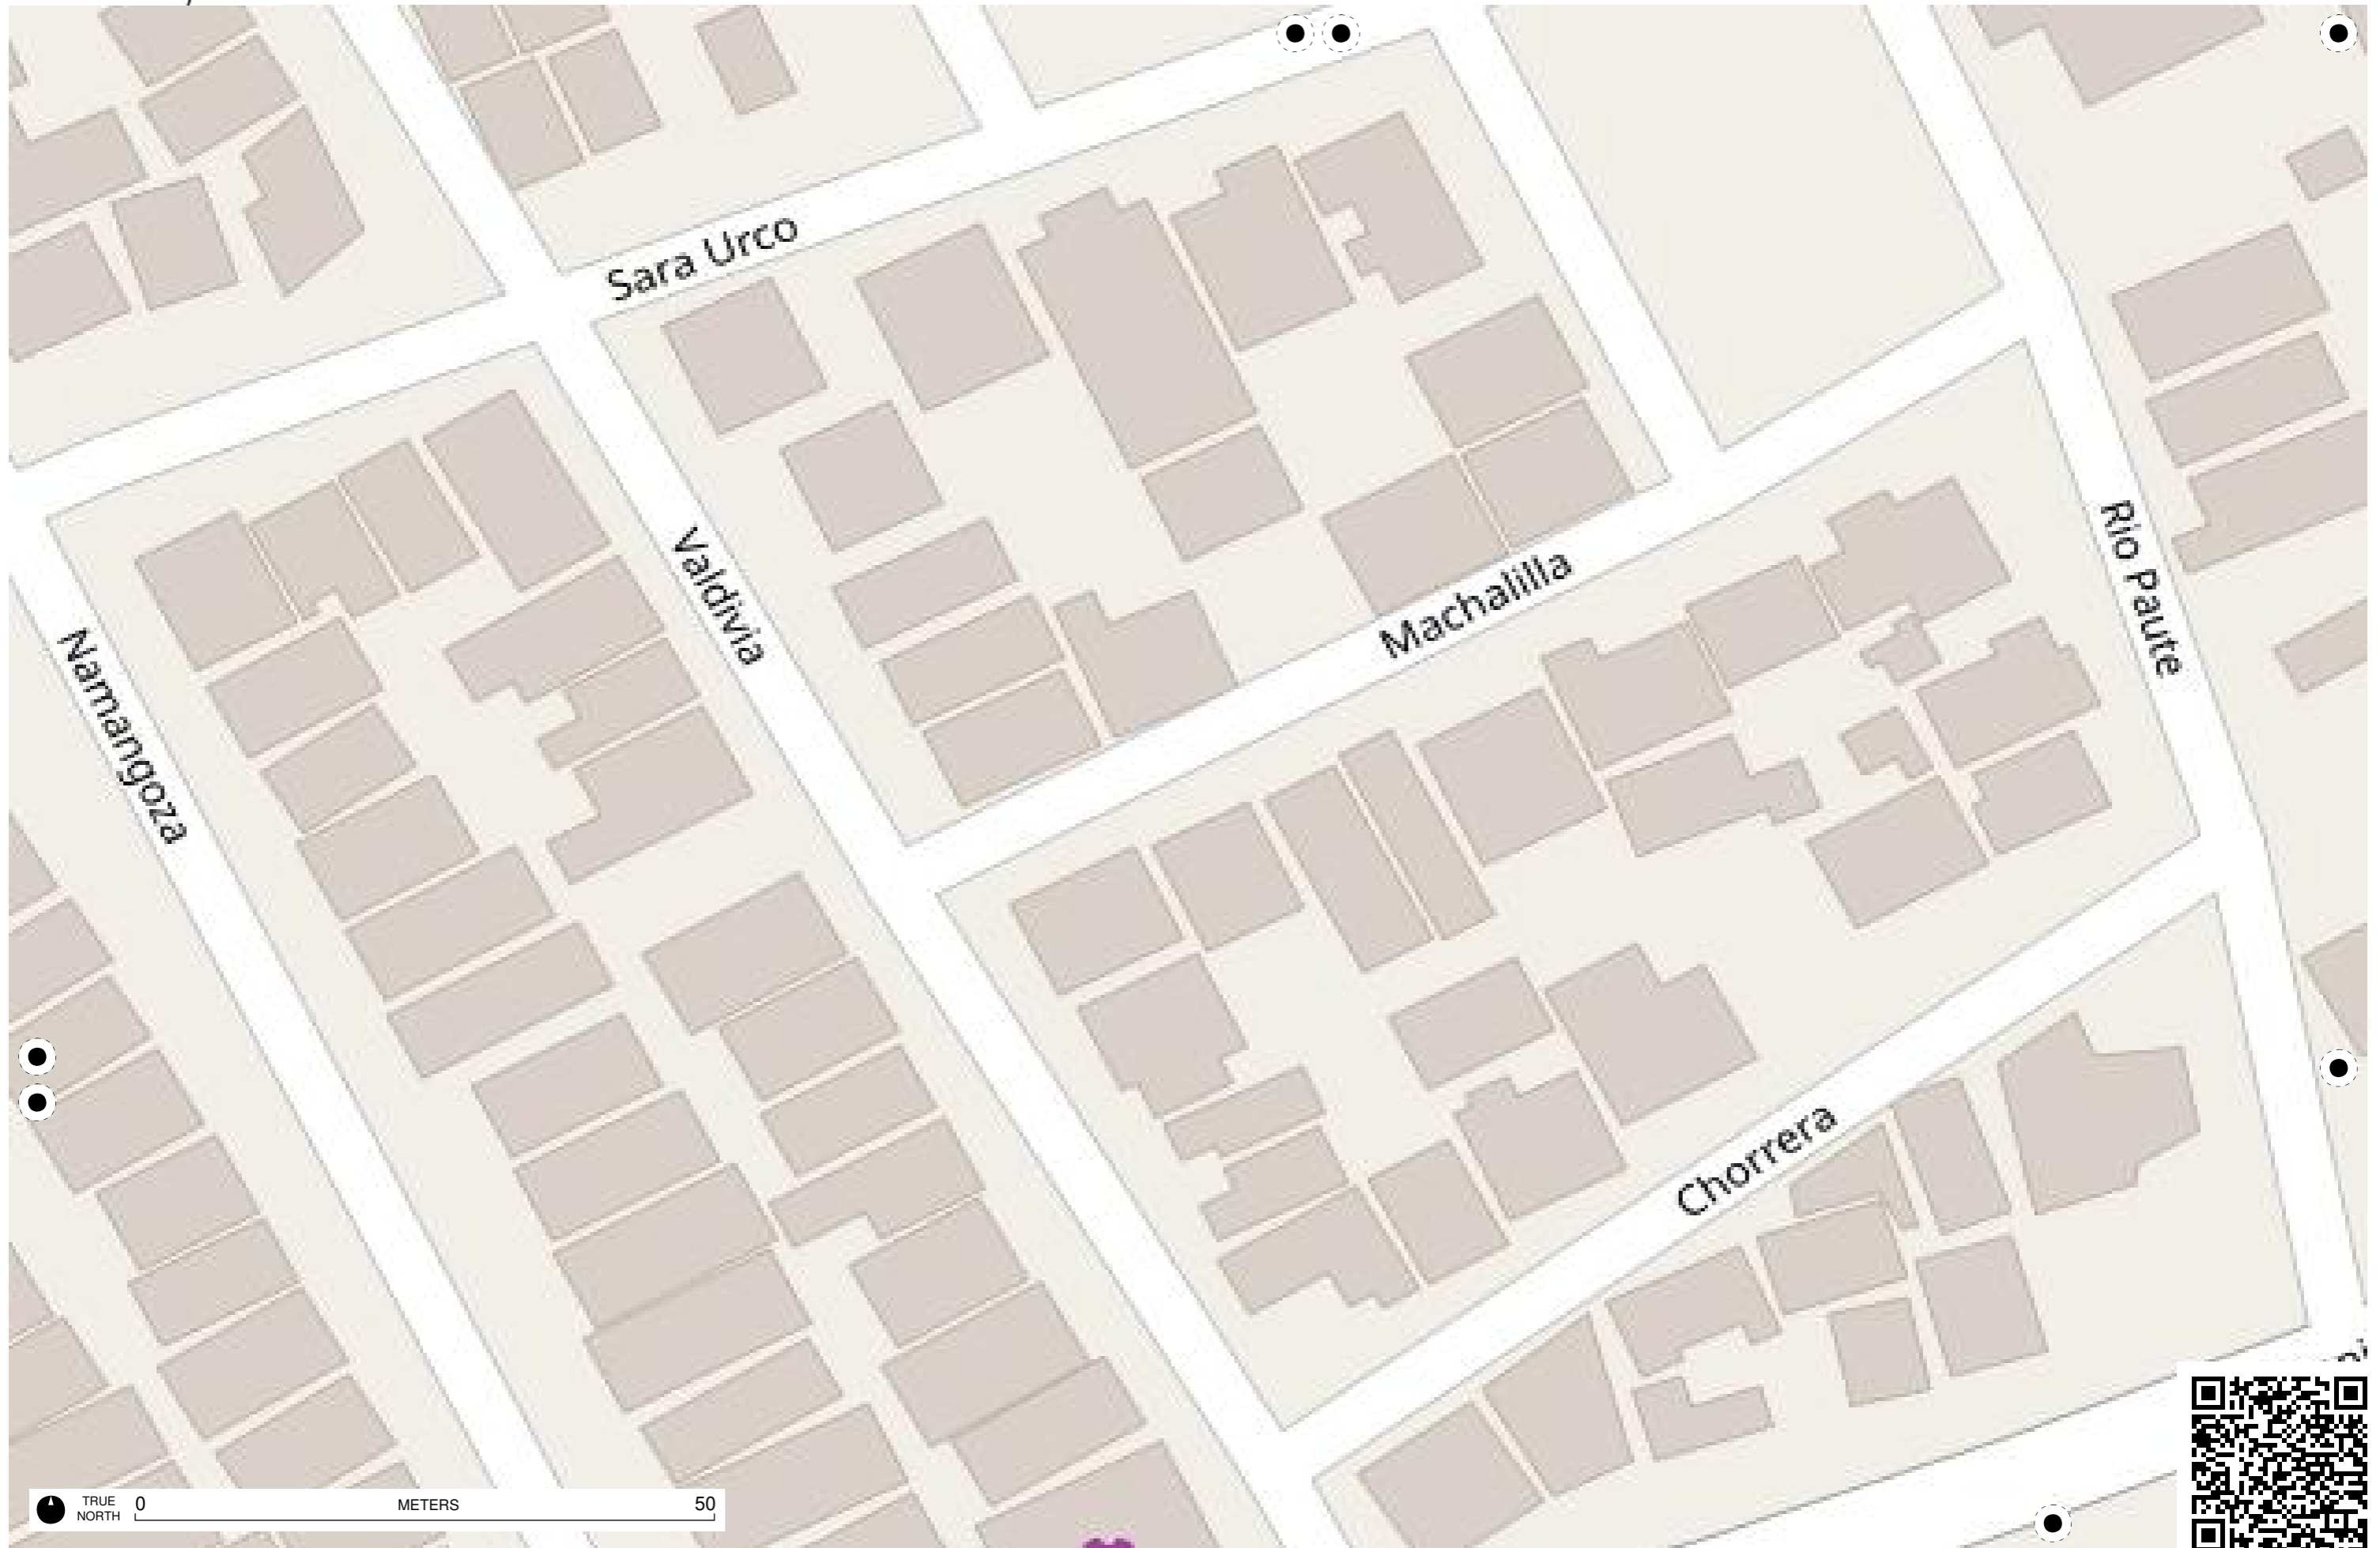 Sara Urco
Valdivia
Machalilla
Rio Paute
Namangoza
Chorrera
TRUE
NORTH
0 METERS 50